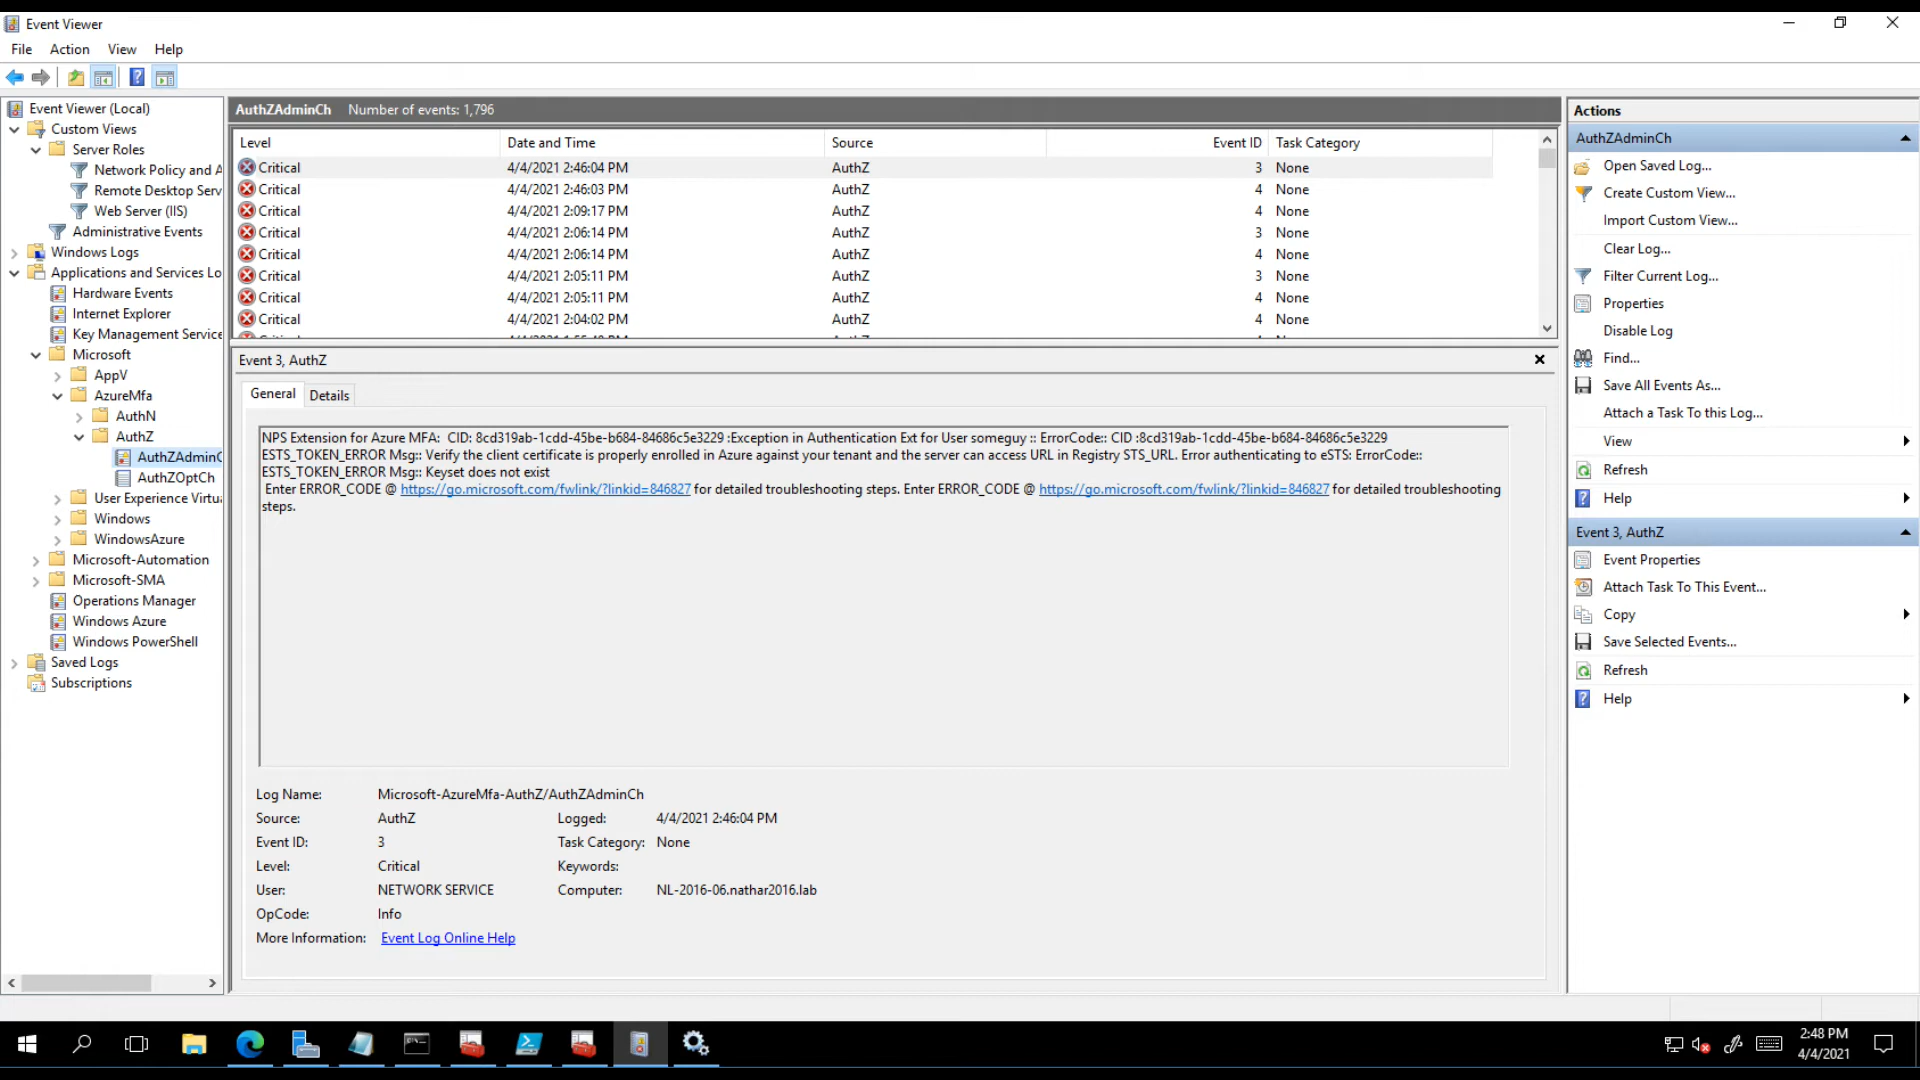 Event Viewer
File Action View Help
Event Viewer (Local)
Custom Views
Server Roles
Network Policy and A
Remote Desktop Serv
Web Server (IIS)
Administrative Events
Windows Logs
Applications and Services Lo
Hardware Events
Internet Explorer
Key Management Service
Microsoft
AppV
AzureMfa
AuthN
AuthZ
AuthZAdminC
AuthZOptCh
User Experience Virtu
Windows
WindowsAzure
Microsoft-Automation
Microsoft-SMA
Operations Manager
Windows Azure
Windows PowerShell
Saved Logs
Subscriptions
AuthZAdminCh Number of events: 1,796
Level Date and Time Source Event ID Task Category
Critical 4/4/2021 2:46:04 PM AuthZ 3 None
Critical 4/4/2021 2:46:03 PM AuthZ 4 None
Critical 4/4/2021 2:09:17 PM AuthZ 4 None
Critical 4/4/2021 2:06:14 PM AuthZ 3 None
Critical 4/4/2021 2:06:14 PM AuthZ 4 None
Critical 4/4/2021 2:05:11 PM AuthZ 3 None
Critical 4/4/2021 2:05:11 PM AuthZ 4 None
Critical 4/4/2021 2:04:02 PM AuthZ 4 None
Event 3, AuthZ
General Details
NPS Extension for Azure MFA: CID: 8cd319ab-1cdd-45be-b684-84686c5e3229 :Exception in Authentication Ext for User someguy :: ErrorCode:: CID :8cd319ab-1cdd-45be-b684-84686c5e3229
ESTS_TOKEN_ERROR Msg:: Verify the client certificate is properly enrolled in Azure against your tenant and the server can access URL in Registry STS_URL. Error authenticating to eSTS: ErrorCode::
ESTS_TOKEN_ERROR Msg:: Keyset does not exist
Enter ERROR_CODE @ https://go.microsoft.com/fwlink/?linkid=846827 for detailed troubleshooting steps. Enter ERROR_CODE @ https://go.microsoft.com/fwlink/?linkid=846827 for detailed troubleshooting
steps.
Log Name: Microsoft-AzureMfa-AuthZ/AuthZAdminCh
Source: AuthZ Logged: 4/4/2021 2:46:04 PM
Event ID: 3 Task Category: None
Level: Critical Keywords:
User: NETWORK SERVICE Computer: NL-2016-06.nathar2016.lab
OpCode: Info
More Information: Event Log Online Help
Actions
AuthZAdminCh
Open Saved Log...
Create Custom View...
Import Custom View...
Clear Log...
Filter Current Log...
Properties
Disable Log
Find...
Save All Events As...
Attach a Task To this Log...
View
Refresh
Help
Event 3, AuthZ
Event Properties
Attach Task To This Event...
Copy
Save Selected Events...
Refresh
Help
2:48 PM
4/4/2021